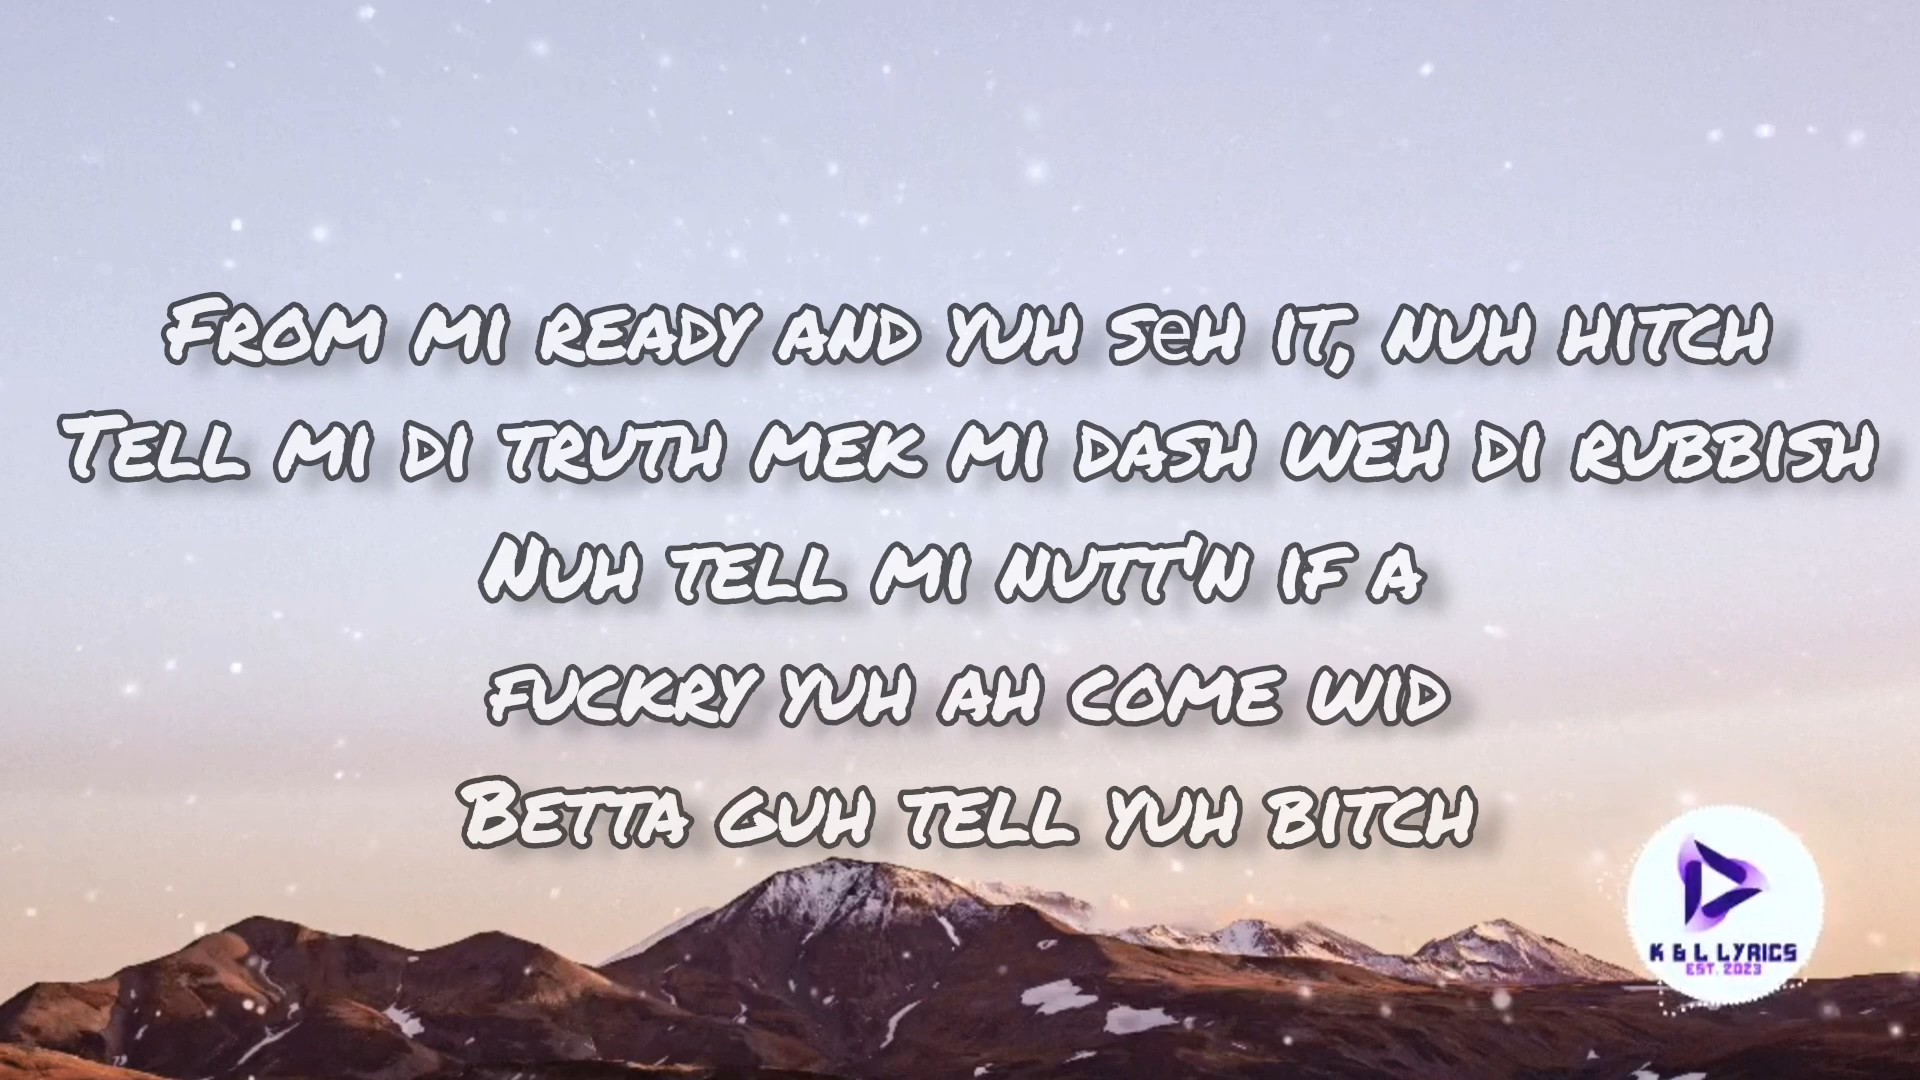 From mi ready and yuh seh it, nuh hitch
Tell mi di truth mek mi dash weh di rubbish
Nuh tell mi nutt'n if a
fuckry yuh ah come wid
Betta guh tell yuh bitch
K & L LYRICS
EST. 2023